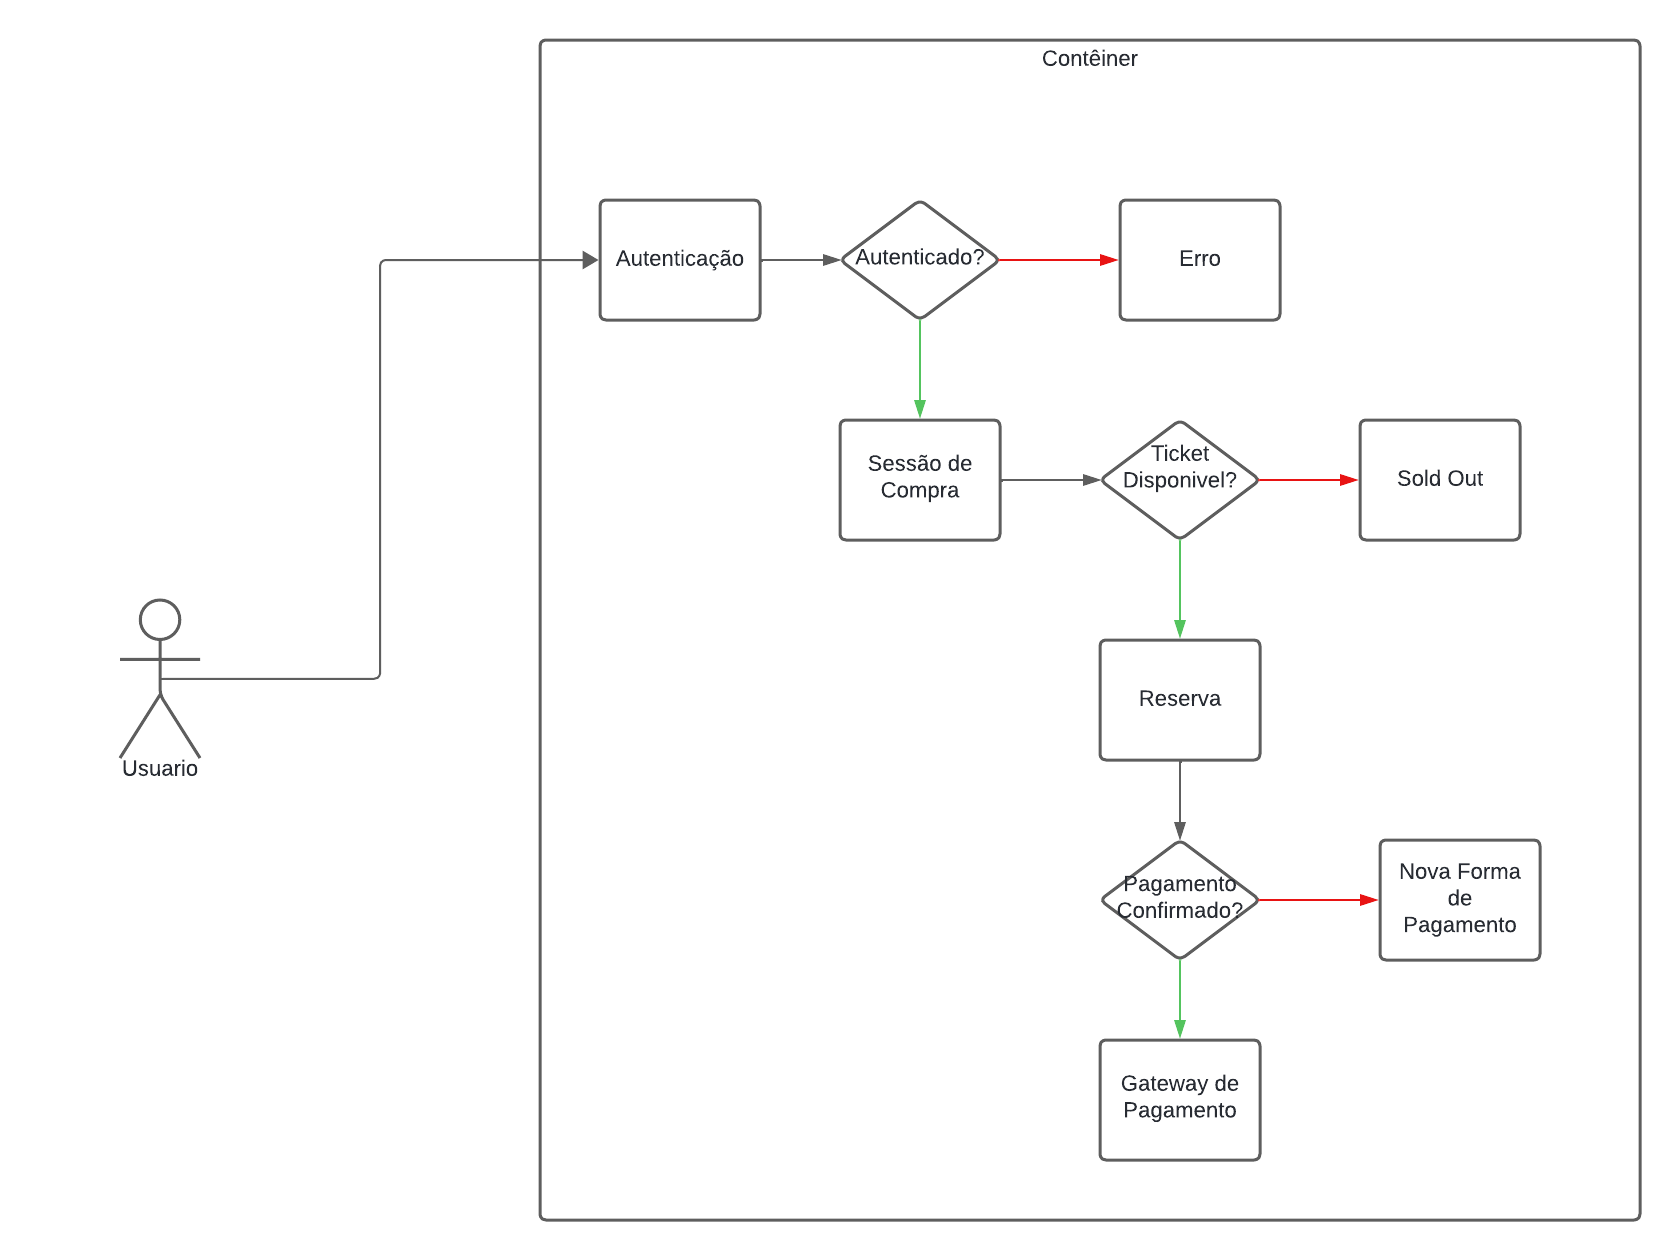 Contêiner
Autenticação
Autenticado?
Erro
Sessão de
Compra
Ticket
Disponivel?
Sold Out
Reserva
Usuario
Pagamento
Confirmado?
Nova Forma
de
Pagamento
Gateway de
Pagamento